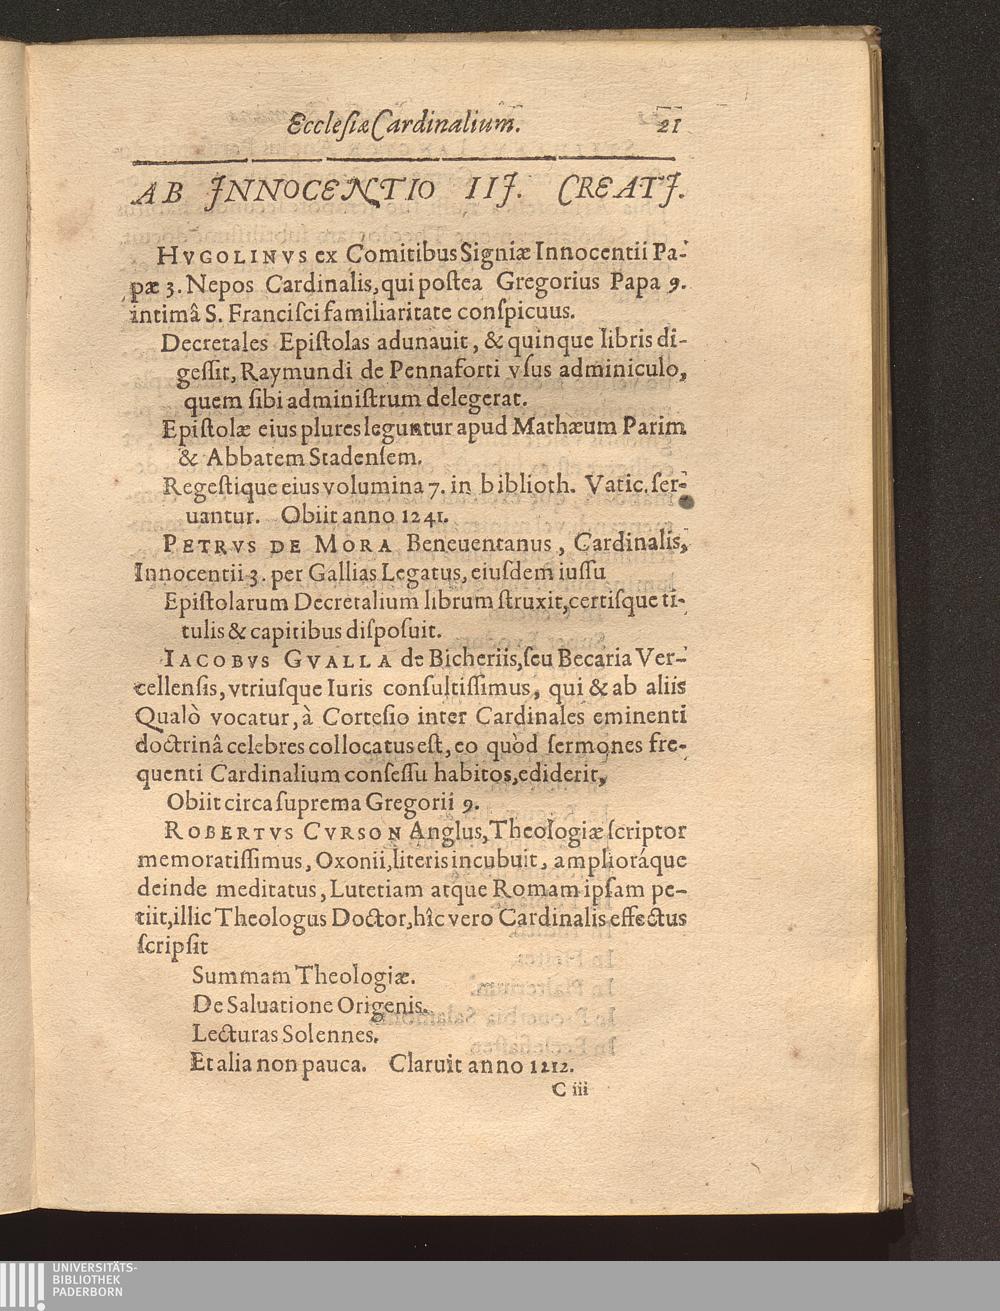 Ecclesiæ Cardinalium. 21
AB INNOCENTIO IIJ. CREATJ.
HVGOLINVS ex Comitibus Signiæ Innocentii Pa-
pæ 3. Nepos Cardinalis, qui postea Gregorius Papa 9.
intimâ S. Francisci familiaritate conspicuus.
Decretales Epistolas adunauit, & quinque libris di-
gessit, Raymundi de Pennaforti vsus adminiculo,
quem sibi administrum delegerat.
Epistolæ eius plures leguntur apud Mathæum Parim
& Abbatem Stadensem.
Regestique eius volumina 7. in biblioth. Vatic. ser-
uantur. Obiit anno 1241.
PETRVS DE MORA Beneuentanus, Cardinalis,
Innocentii 3. per Gallias Legatus, eiusdem iussu
Epistolarum Decretalium librum struxit, certisque ti-
tulis & capitibus disposuit.
IACOBVS GVALLA de Bicheriis, seu Becaria Ver-
cellensis, vtriusque Iuris consultissimus, qui & ab aliis
Qualò vocatur, à Cortesio inter Cardinales eminenti
doctrinâ celebres collocatus est, eo quòd sermones fre-
quenti Cardinalium consessu habitos, ediderit,
Obiit circa suprema Gregorii 9.
ROBERTVS CVRSON Anglus, Theologiæ scriptor
memoratissimus, Oxonii, literis incubuit, amplioráque
deinde meditatus, Lutetiam atque Romam ipsam pe-
tiit, illic Theologus Doctor, hîc vero Cardinalis effectus
scripsit
Summam Theologiæ.
De Saluatione Origenis.
Lecturas Solennes.
Et alia non pauca. Claruit anno 1212.
C iii
UNIVERSITÄTS-
BIBLIOTHEK
PADERBORN